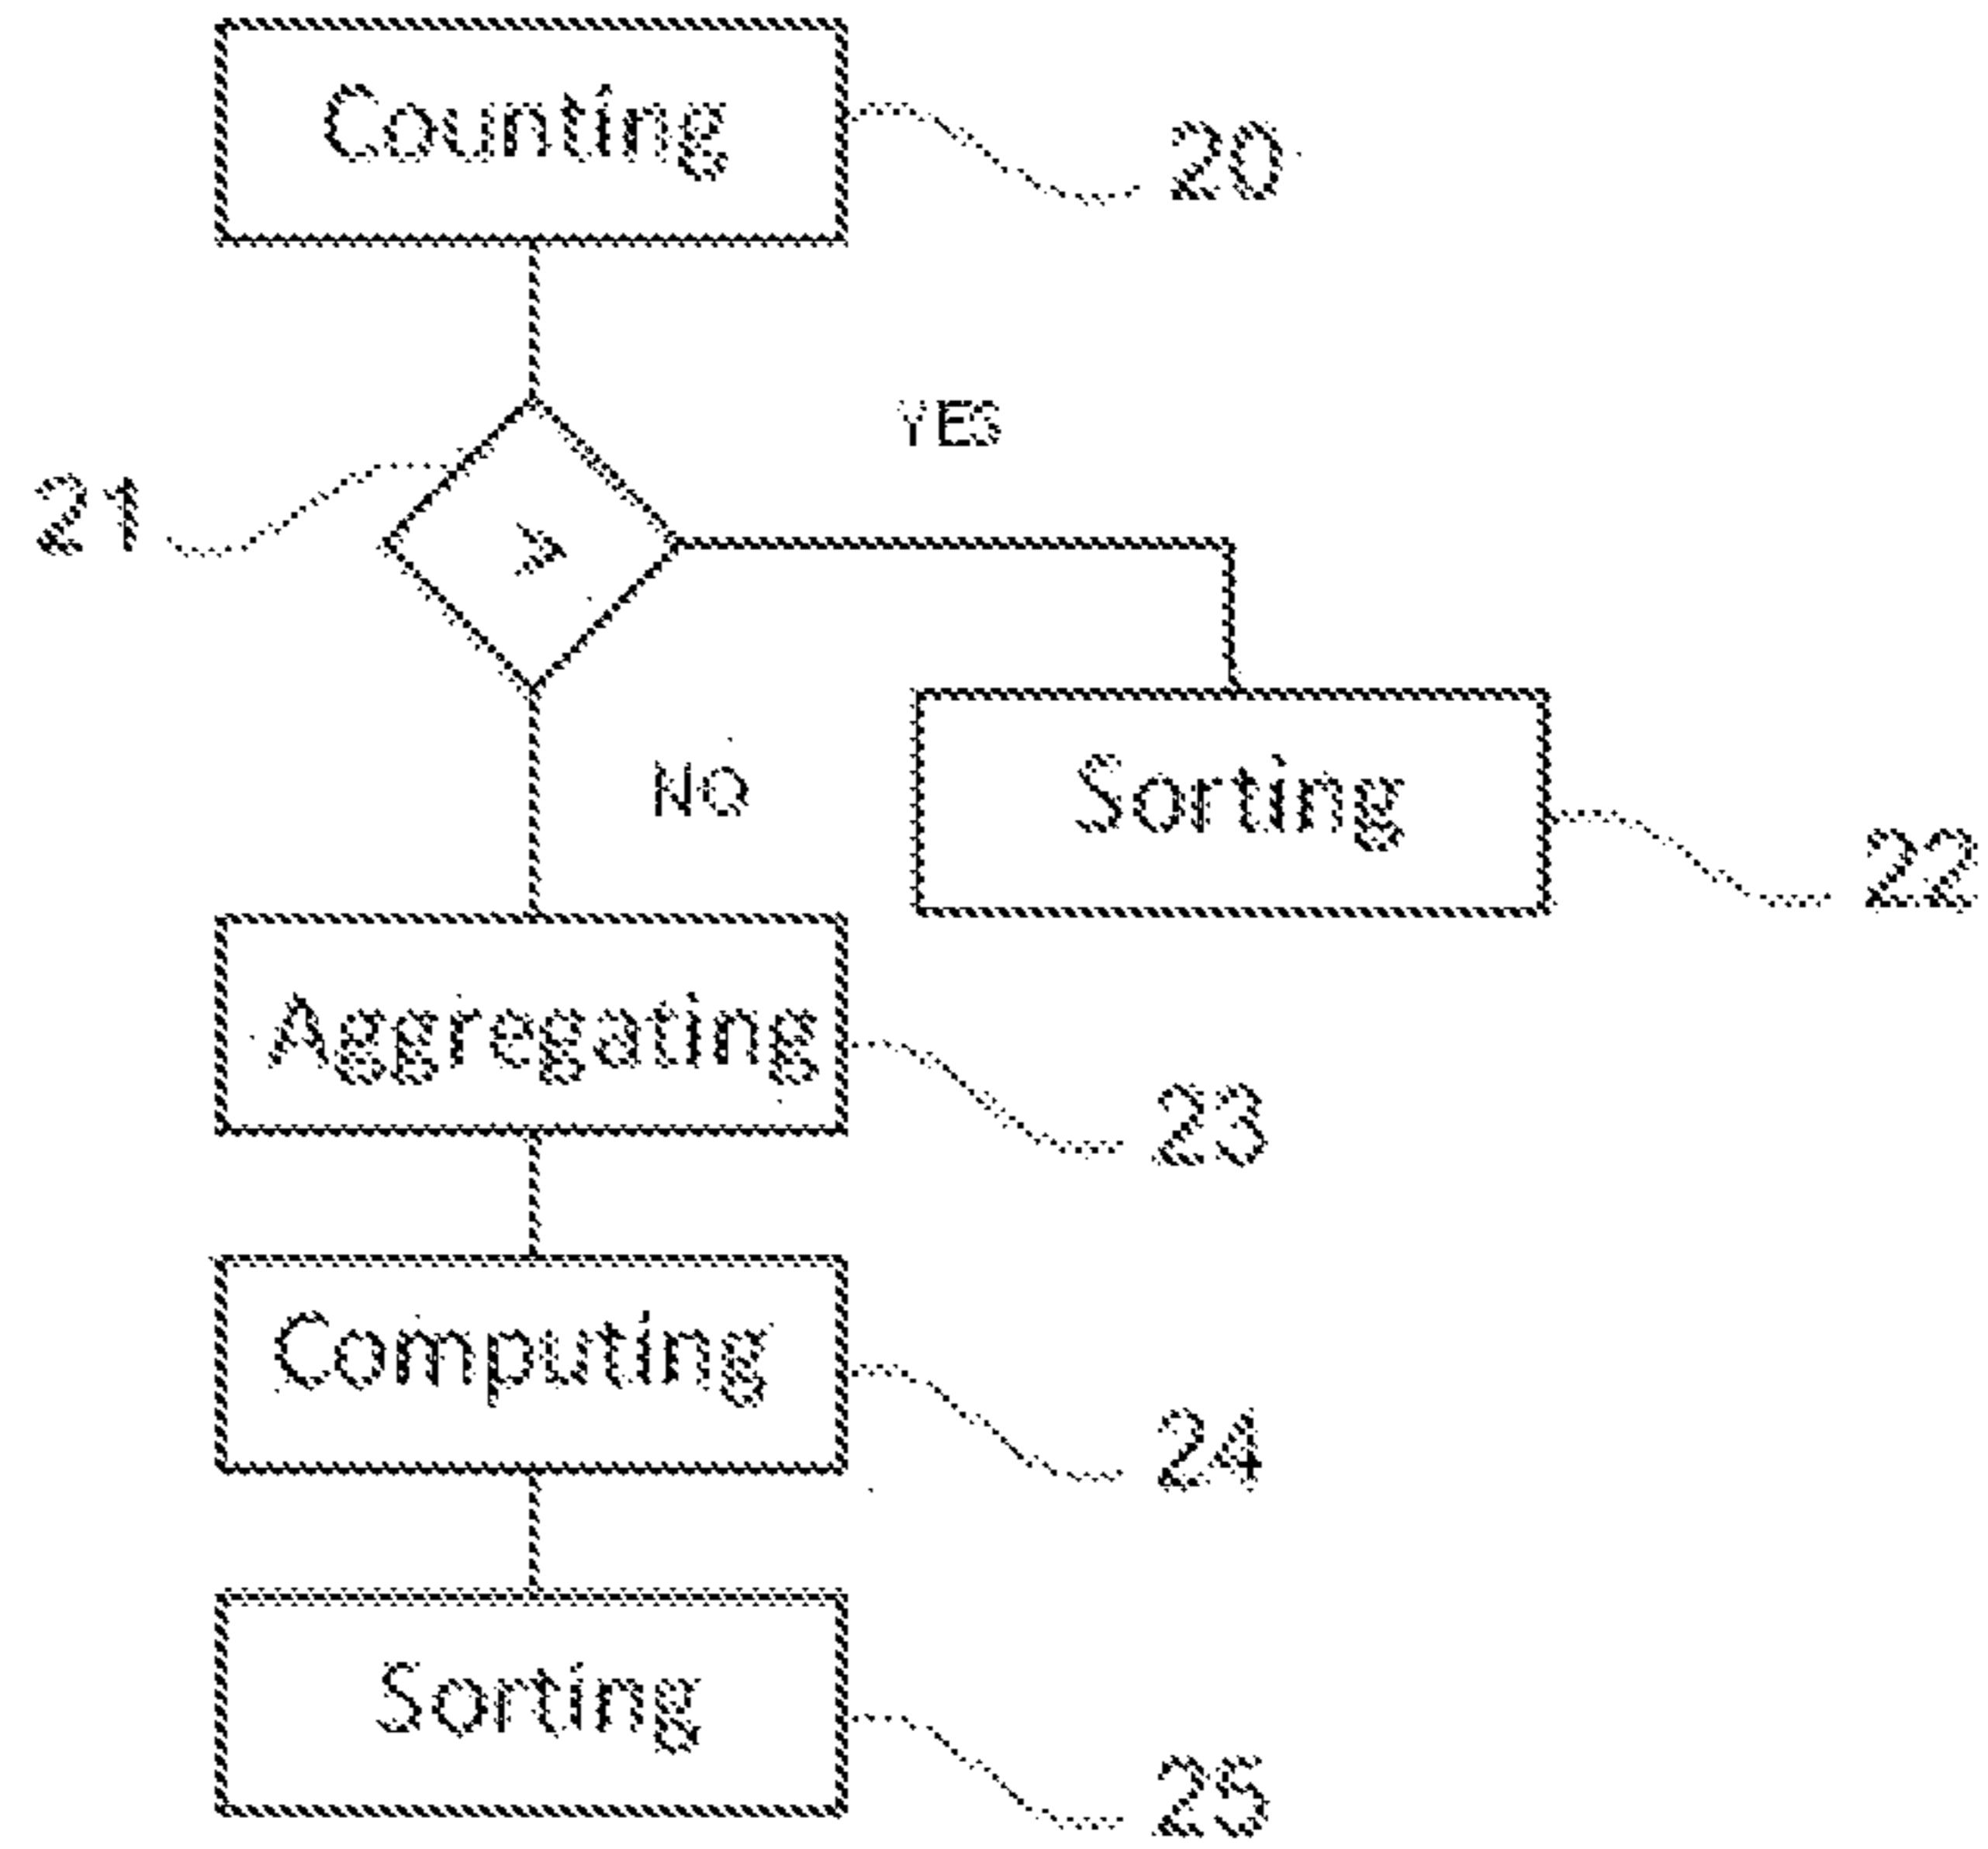 Counting
20
YES
21
>
NO
Sorting
22
Aggregating
23
Computing
24
Sorting
25